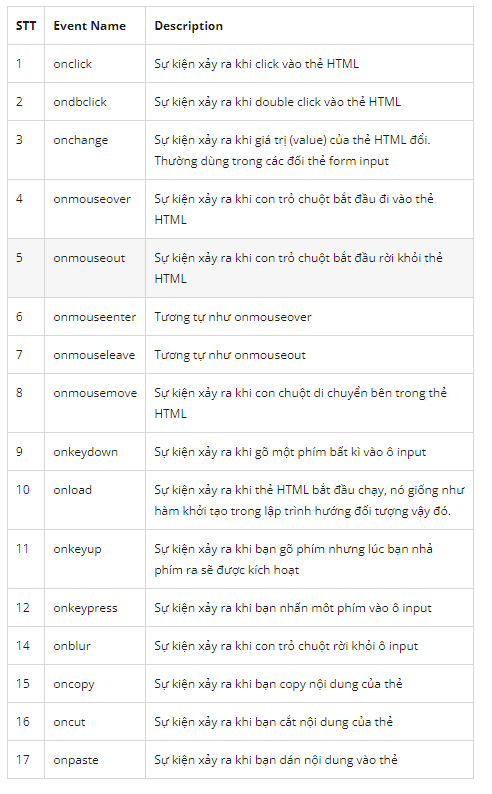 STT Event Name Description
1 onclick Sự kiện xảy ra khi click vào thẻ HTML
2 ondbclick Sự kiện xảy ra khi double click vào thẻ HTML
3 onchange Sự kiện xảy ra khi giá trị (value) của thẻ HTML đổi.
Thường dùng trong các đối thẻ form input
4 onmouseover Sự kiện xảy ra khi con trỏ chuột bắt đầu đi vào thẻ
HTML
5 onmouseout Sự kiện xảy ra khi con trỏ chuột bắt đầu rời khỏi thẻ
HTML
6 onmouseenter Tương tự như onmouseover
7 onmouseleave Tương tự như onmouseout
8 onmousemove Sự kiện xảy ra khi con chuột di chuyển bên trong thẻ
HTML
9 onkeydown Sự kiện xảy ra khi gõ một phím bất kì vào ô input
10 onload Sự kiện xảy ra khi thẻ HTML bắt đầu chạy, nó giống như
hàm khởi tạo trong lập trình hướng đối tượng vậy đó.
11 onkeyup Sự kiện xảy ra khi bạn gõ phím nhưng lúc bạn nhả
phím ra sẽ được kích hoạt
12 onkeypress Sự kiện xảy ra khi bạn nhấn môt phím vào ô input
14 onblur Sự kiện xảy ra khi con trỏ chuột rời khỏi ô input
15 oncopy Sự kiện xảy ra khi bạn copy nội dung của thẻ
16 oncut Sự kiện xảy ra khi bạn cắt nội dung của thẻ
17 onpaste Sự kiện xảy ra khi bạn dán nội dung vào thẻ